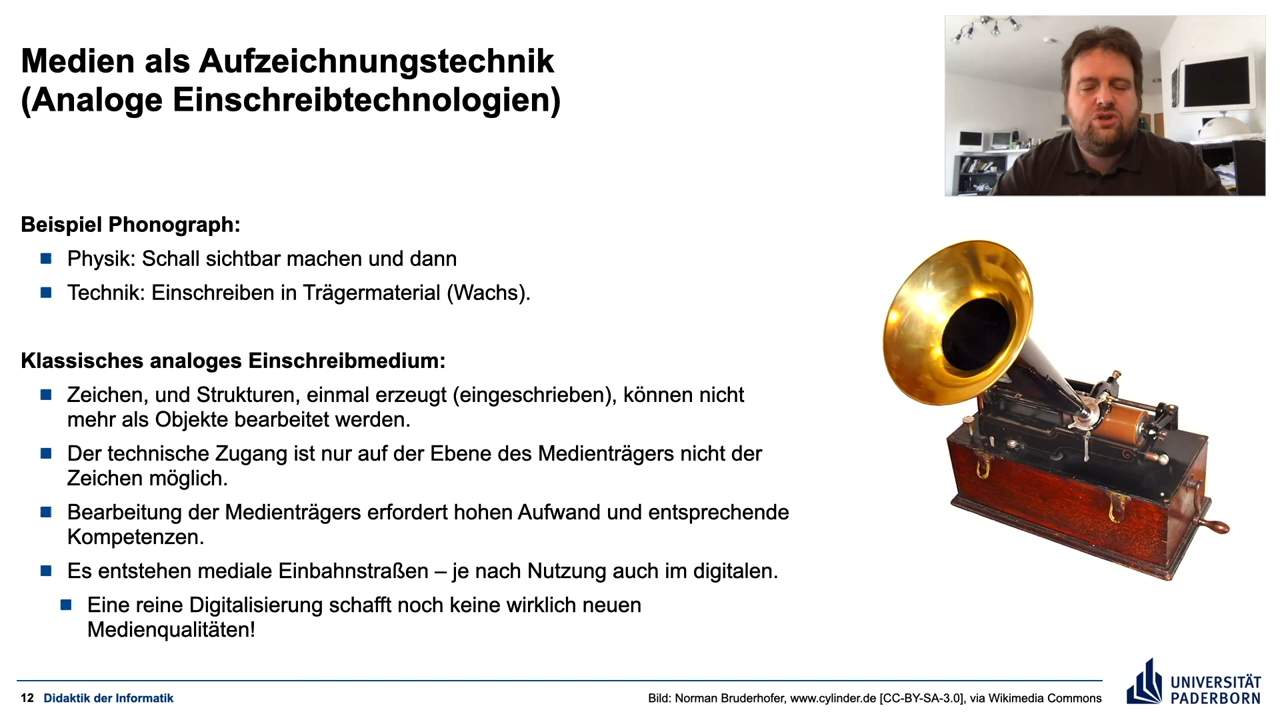 Medien als Aufzeichnungstechnik
(Analoge Einschreibtechnologien)
Beispiel Phonograph:
Physik: Schall sichtbar machen und dann
Technik: Einschreiben in Trägermaterial (Wachs).
Klassisches analoges Einschreibmedium:
Zeichen, und Strukturen, einmal erzeugt (eingeschrieben), können nicht
mehr als Objekte bearbeitet werden.
Der technische Zugang ist nur auf der Ebene des Medienträgers nicht der
Zeichen möglich.
Bearbeitung der Medienträgers erfordert hohen Aufwand und entsprechende
Kompetenzen.
Es entstehen mediale Einbahnstraßen – je nach Nutzung auch im digitalen.
Eine reine Digitalisierung schafft noch keine wirklich neuen
Medienqualitäten!
12 Didaktik der Informatik
Bild: Norman Bruderhofer, www.cylinder.de [CC-BY-SA-3.0], via Wikimedia Commons
UNIVERSITÄT
PADERBORN